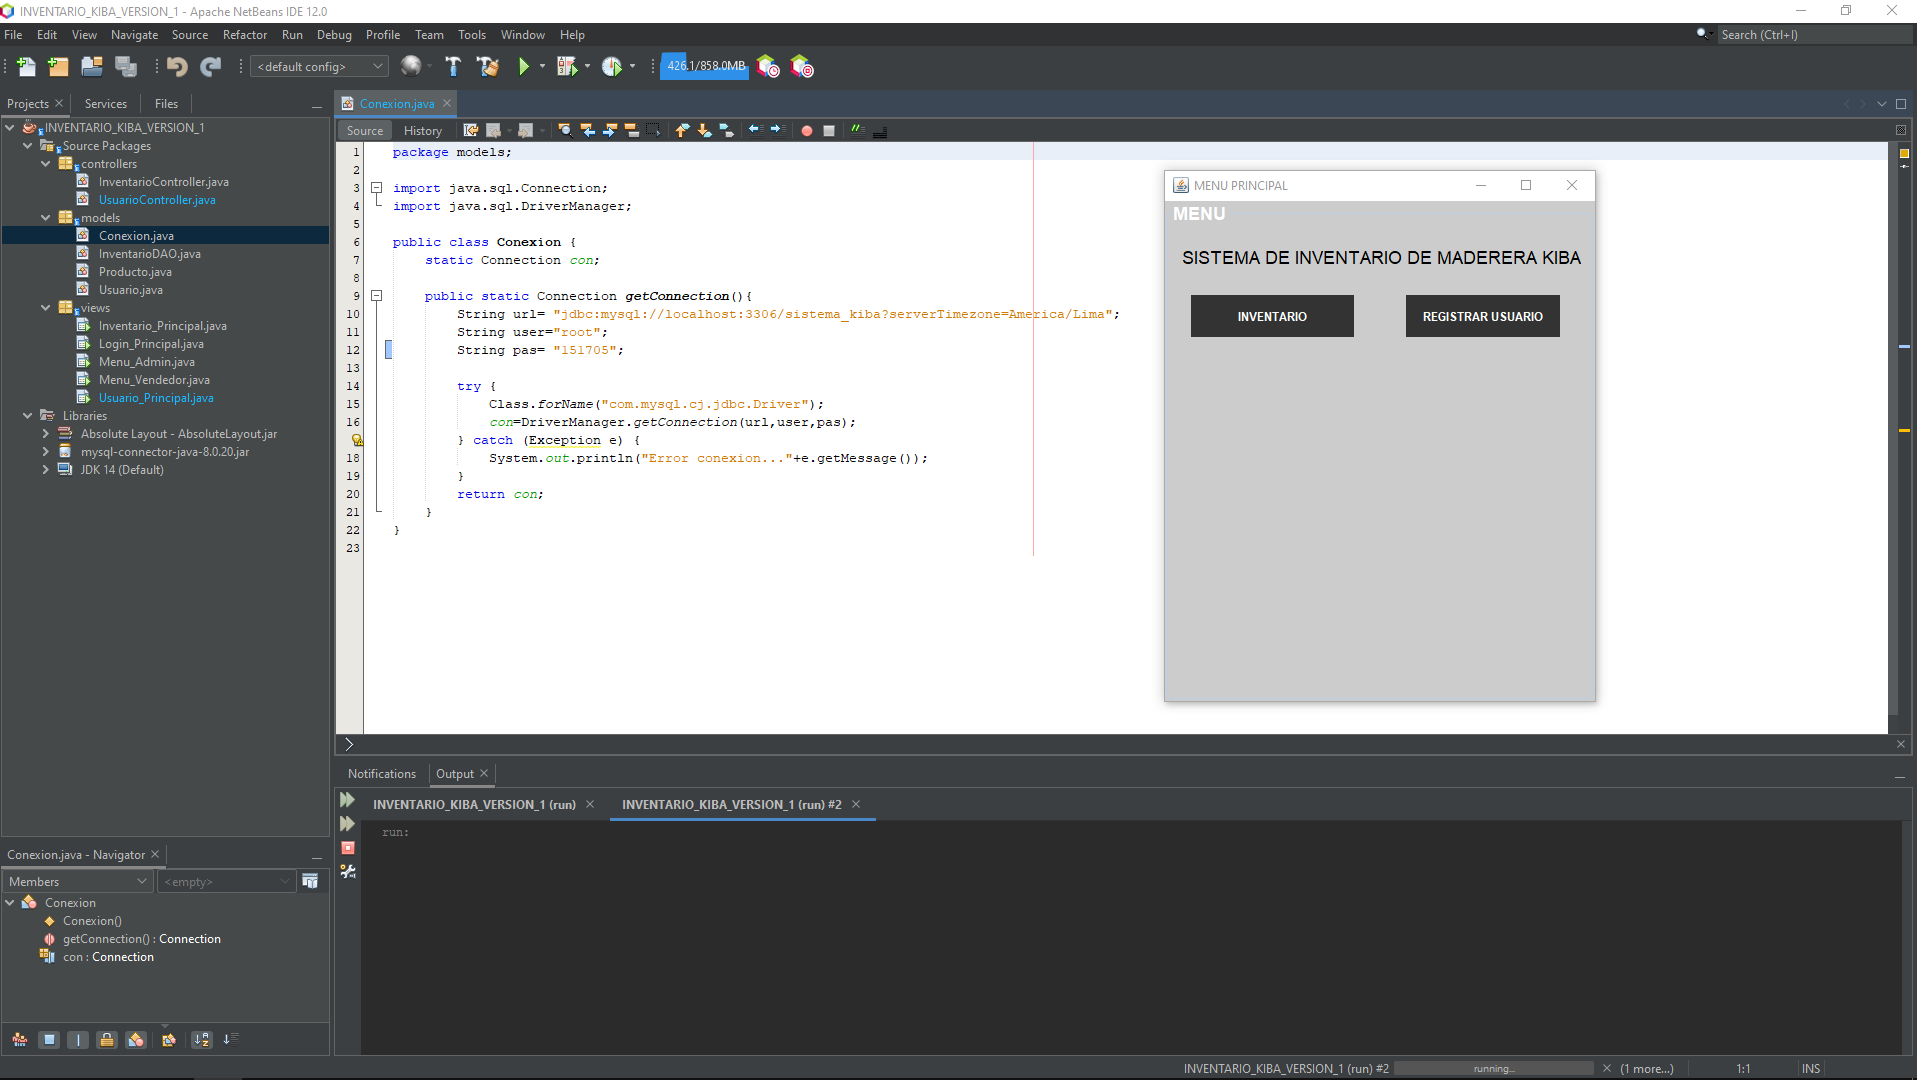 INVENTARIO_KIBA_VERSION_1 - Apache NetBeans IDE 12.0
File Edit View Navigate Source Refactor Run Debug Profile Team Tools Window Help
Search (Ctrl+I)
<default config>
426.1/858.0MB
Projects Services Files
INVENTARIO_KIBA_VERSION_1
Source Packages
controllers
InventarioController.java
UsuarioController.java
models
Conexion.java
InventarioDAO.java
Producto.java
Usuario.java
views
Inventario_Principal.java
Login_Principal.java
Menu_Admin.java
Menu_Vendedor.java
Usuario_Principal.java
Libraries
Absolute Layout - AbsoluteLayout.jar
mysql-connector-java-8.0.20.jar
JDK 14 (Default)
Conexion.java
Source History
1 package models;
2
3 import java.sql.Connection;
4 import java.sql.DriverManager;
5
6 public class Conexion {
7 static Connection con;
8
9 public static Connection getConnection(){
10 String url= "jdbc:mysql://localhost:3306/sistema_kiba?serverTimezone=America/Lima";
11 String user="root";
12 String pas= "151705";
13
14 try {
15 Class.forName("com.mysql.cj.jdbc.Driver");
16 con=DriverManager.getConnection(url,user,pas);
} catch (Exception e) {
18 System.out.println("Error conexion..."+e.getMessage());
19 }
20 return con;
21 }
22 }
23
MENU PRINCIPAL
MENU
SISTEMA DE INVENTARIO DE MADERERA KIBA
INVENTARIO REGISTRAR USUARIO
Notifications Output
INVENTARIO_KIBA_VERSION_1 (run) INVENTARIO_KIBA_VERSION_1 (run) #2
run:
Conexion.java - Navigator
Members <empty>
Conexion
Conexion()
getConnection() : Connection
con : Connection
INVENTARIO_KIBA_VERSION_1 (run) #2 running... (1 more...) 1:1 INS